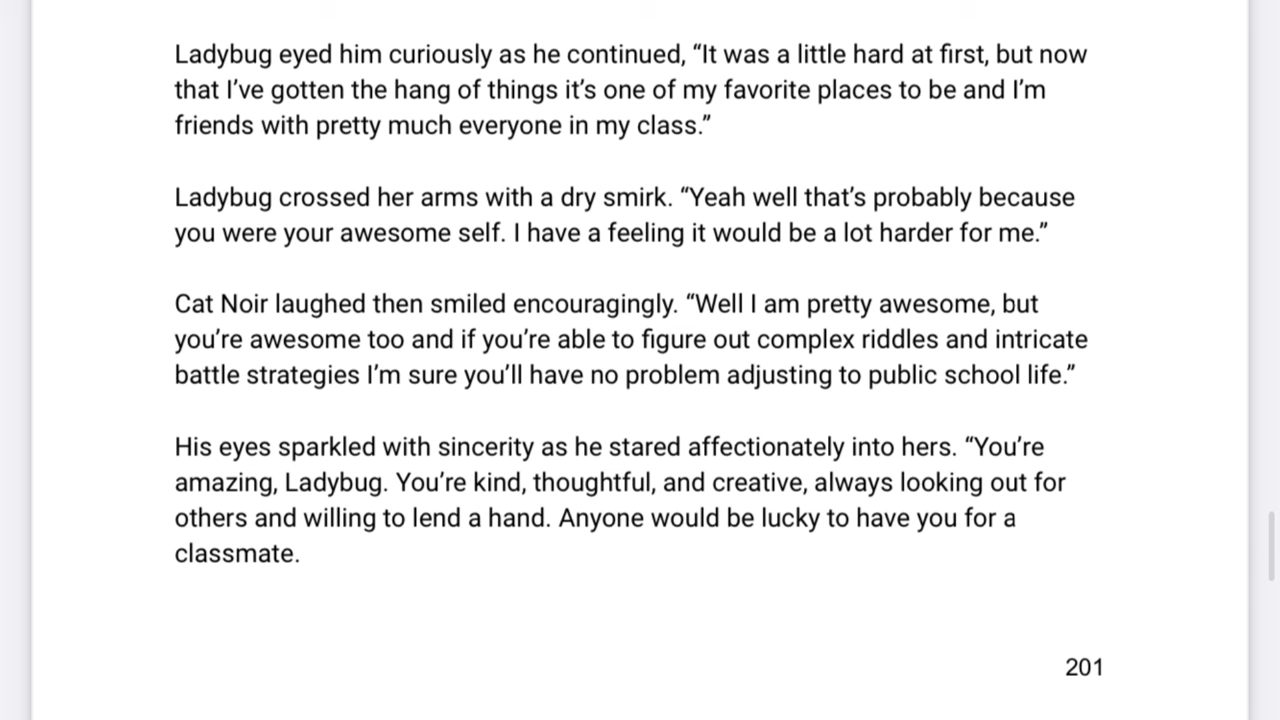 Ladybug eyed him curiously as he continued, “It was a little hard at first, but now
that I’ve gotten the hang of things it’s one of my favorite places to be and I’m
friends with pretty much everyone in my class.”
Ladybug crossed her arms with a dry smirk. “Yeah well that’s probably because
you were your awesome self. I have a feeling it would be a lot harder for me.”
Cat Noir laughed then smiled encouragingly. “Well I am pretty awesome, but
you’re awesome too and if you’re able to figure out complex riddles and intricate
battle strategies I’m sure you’ll have no problem adjusting to public school life.”
His eyes sparkled with sincerity as he stared affectionately into hers. “You’re
amazing, Ladybug. You’re kind, thoughtful, and creative, always looking out for
others and willing to lend a hand. Anyone would be lucky to have you for a
classmate.
201